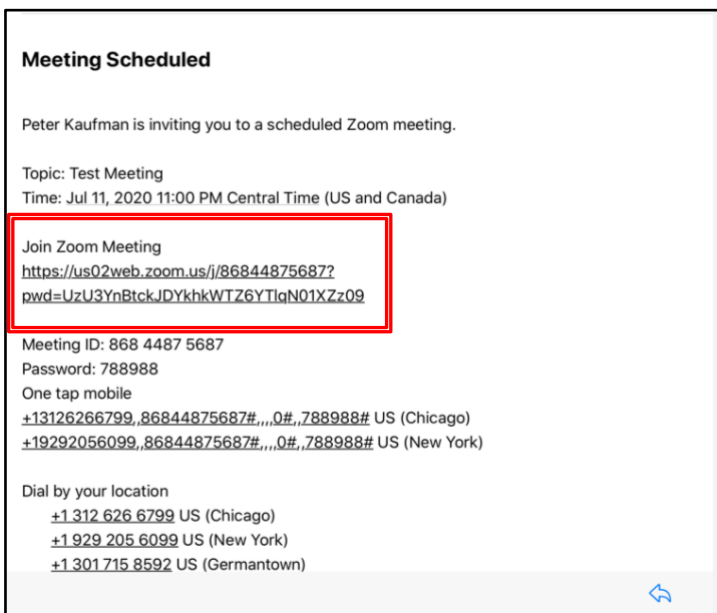 Meeting Scheduled
Peter Kaufman is inviting you to a scheduled Zoom meeting.
Topic: Test Meeting
Time: Jul 11, 2020 11:00 PM Central Time (US and Canada)
Join Zoom Meeting
https://us02web.zoom.us/j/86844875687?
pwd=UzU3YnBtckJDYkhkWTZ6YTlqN01XZz09
Meeting ID: 868 4487 5687
Password: 788988
One tap mobile
+13126266799,,86844875687#,,,,0#,,788988# US (Chicago)
+19292056099,,86844875687#,,,,0#,,788988# US (New York)
Dial by your location
+1 312 626 6799 US (Chicago)
+1 929 205 6099 US (New York)
+1 301 715 8592 US (Germantown)